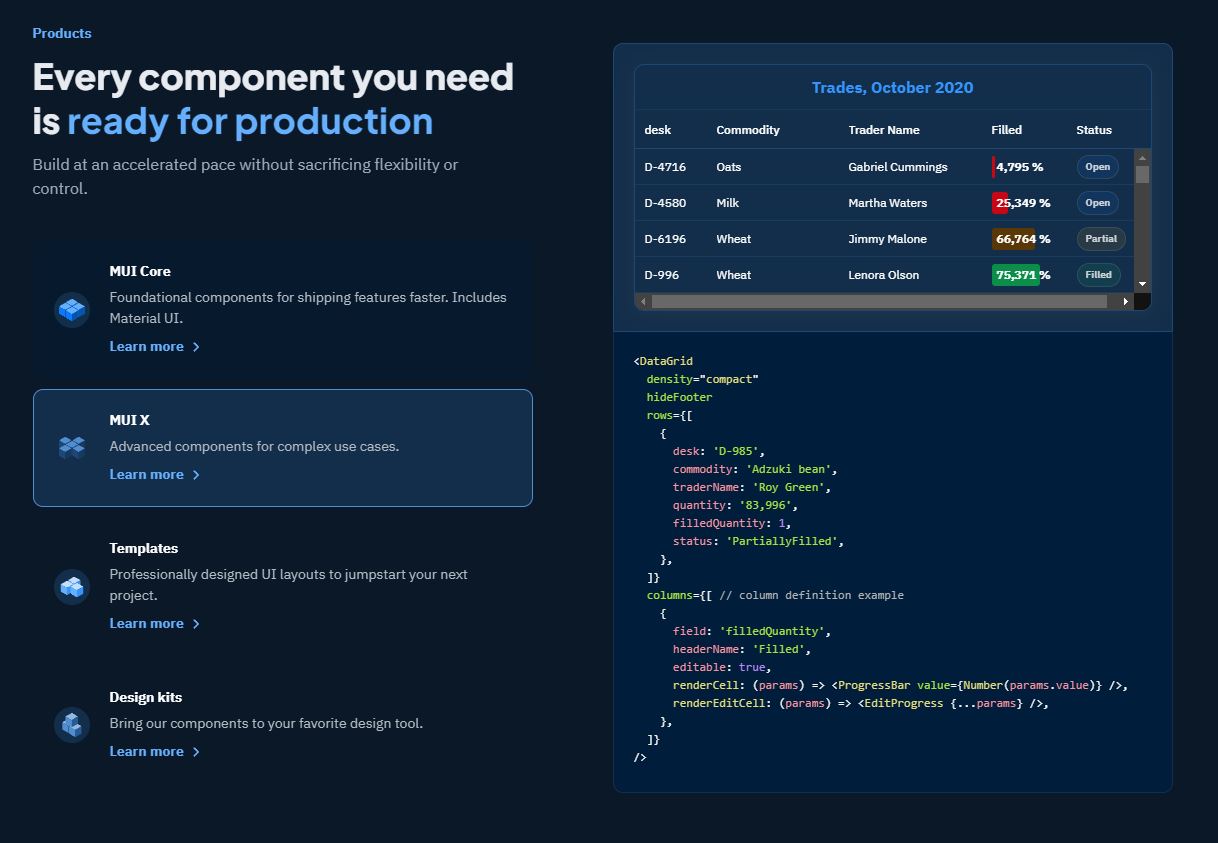 Products
Every component you need
is ready for production
Build at an accelerated pace without sacrificing flexibility or
control.
MUI Core
Foundational components for shipping features faster. Includes
Material UI.
Learn more
MUI X
Advanced components for complex use cases.
Learn more
Templates
Professionally designed UI layouts to jumpstart your next
project.
Learn more
Design kits
Bring our components to your favorite design tool.
Learn more
Trades, October 2020
desk Commodity Trader Name Filled Status
D-4716 Oats Gabriel Cummings 4,795 % Open
D-4580 Milk Martha Waters 25,349 % Open
D-6196 Wheat Jimmy Malone 66,764 % Partial
D-996 Wheat Lenora Olson 75,371 % Filled
<DataGrid
  density="compact"
  hideFooter
  rows={[
    {
      desk: 'D-985',
      commodity: 'Adzuki bean',
      traderName: 'Roy Green',
      quantity: '83,996',
      filledQuantity: 1,
      status: 'PartiallyFilled',
    },
  ]}
  columns={[ // column definition example
    {
      field: 'filledQuantity',
      headerName: 'Filled',
      editable: true,
      renderCell: (params) => <ProgressBar value={Number(params.value)} />,
      renderEditCell: (params) => <EditProgress {...params} />,
    },
  ]}
/>